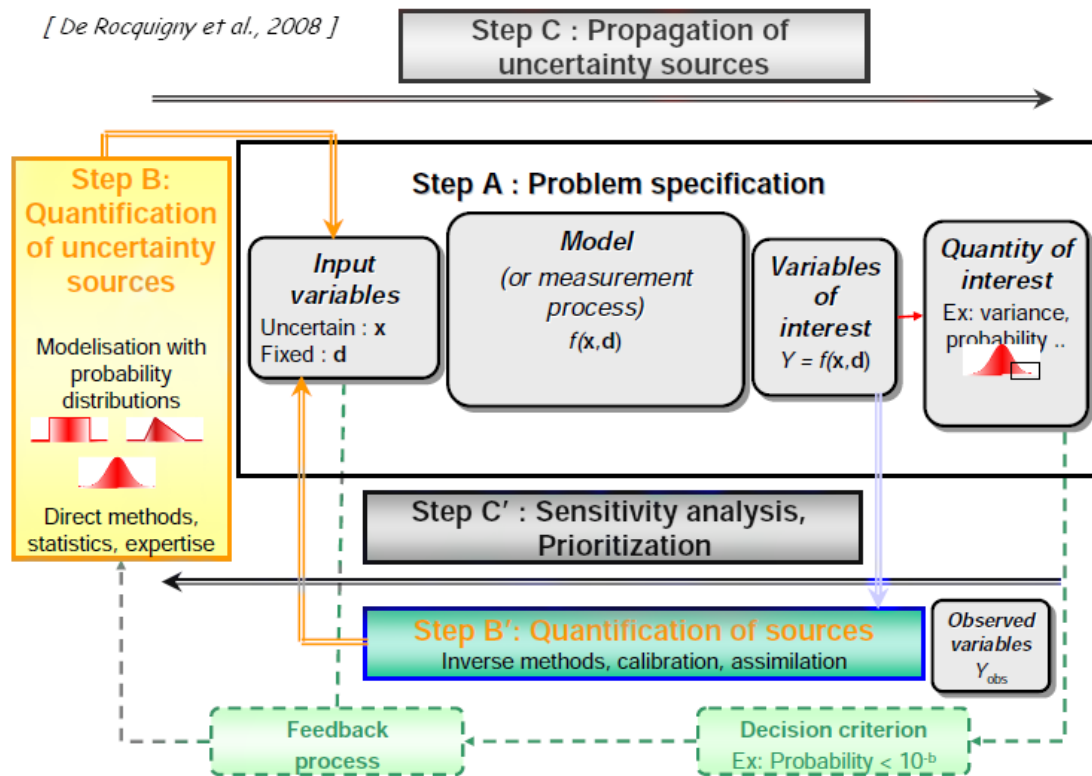 [ De Rocquigny et al., 2008 ]
Step C : Propagation of
uncertainty sources
Step B:
Quantification
of uncertainty
sources
Modelisation with
probability
distributions
Direct methods,
statistics, expertise
Step A : Problem specification
Input
variables
Uncertain : x
Fixed : d
Model
(or measurement
process)
f(x,d)
Variables
of
interest
Y = f(x,d)
Quantity of
interest
Ex: variance,
probability ..
Step C’ : Sensitivity analysis,
Prioritization
Step B’: Quantification of sources
Inverse methods, calibration, assimilation
Observed
variables
Yobs
Feedback
process
Decision criterion
Ex: Probability < 10-b